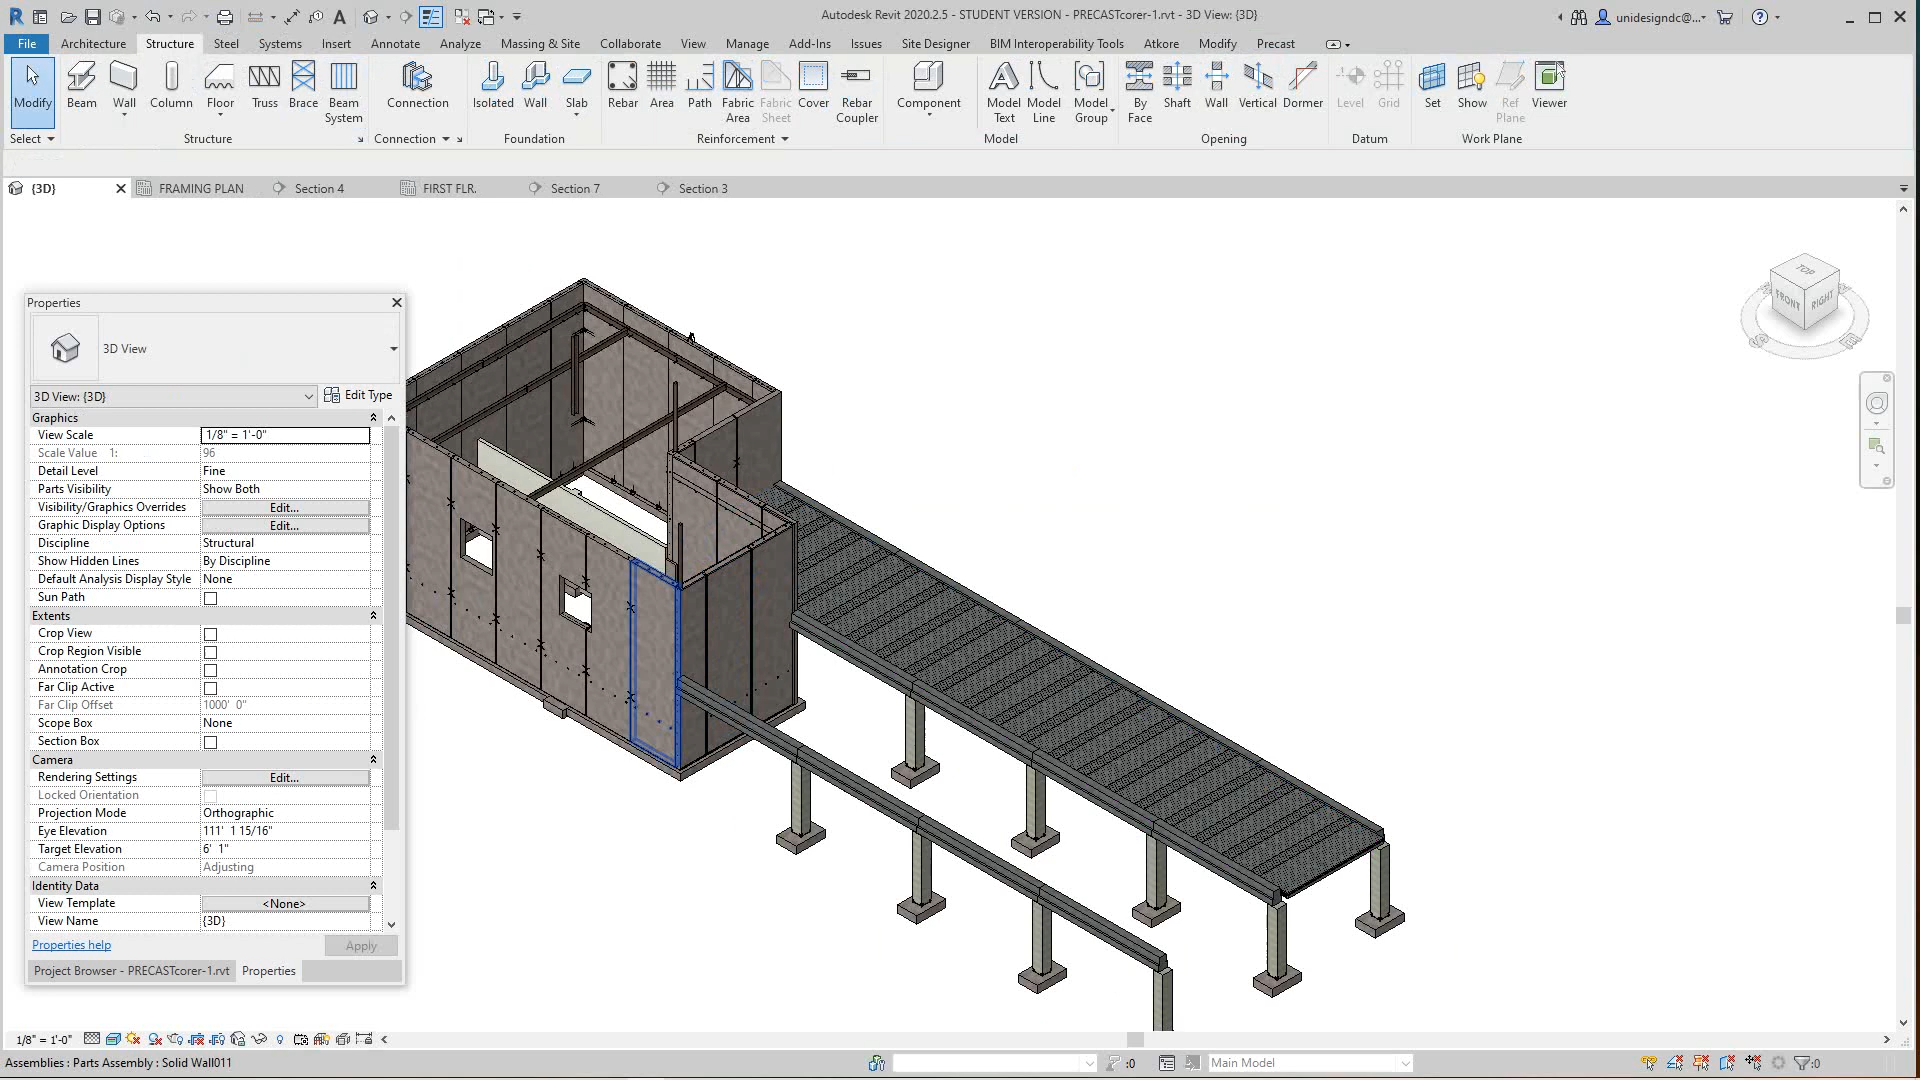 Autodesk Revit 2020.2.5 - STUDENT VERSION - PRECASTcorer-1.rvt - 3D View: {3D}
unidesigndc@...
File Architecture Structure Steel Systems Insert Annotate Analyze Massing & Site Collaborate View Manage Add-Ins Issues Site Designer BIM Interoperability Tools Atkore Modify Precast
Modify Beam Wall Column Floor Truss Brace Beam System Connection Isolated Wall Slab Rebar Area Path Fabric Area Fabric Sheet Cover Rebar Coupler Component Model Text Model Line Model Group By Face Shaft Wall Vertical Dormer Level Grid Set Show Ref Plane Viewer
Select Structure Connection Foundation Reinforcement Model Opening Datum Work Plane
{3D} FRAMING PLAN Section 4 FIRST FLR. Section 7 Section 3
TOP
FRONT RIGHT
Properties
3D View
3D View: {3D} Edit Type
Graphics
View Scale 1/8" = 1'-0"
Scale Value 1: 96
Detail Level Fine
Parts Visibility Show Both
Visibility/Graphics Overrides Edit...
Graphic Display Options Edit...
Discipline Structural
Show Hidden Lines By Discipline
Default Analysis Display Style None
Sun Path
Extents
Crop View
Crop Region Visible
Annotation Crop
Far Clip Active
Far Clip Offset 1000' 0"
Scope Box None
Section Box
Camera
Rendering Settings Edit...
Locked Orientation
Projection Mode Orthographic
Eye Elevation 111' 1 15/16"
Target Elevation 6' 1"
Camera Position Adjusting
Identity Data
View Template <None>
View Name {3D}
Properties help Apply
Project Browser - PRECASTcorer-1.rvt Properties
1/8" = 1'-0"
Assemblies : Parts Assembly : Solid Wall011 :0 Main Model :0